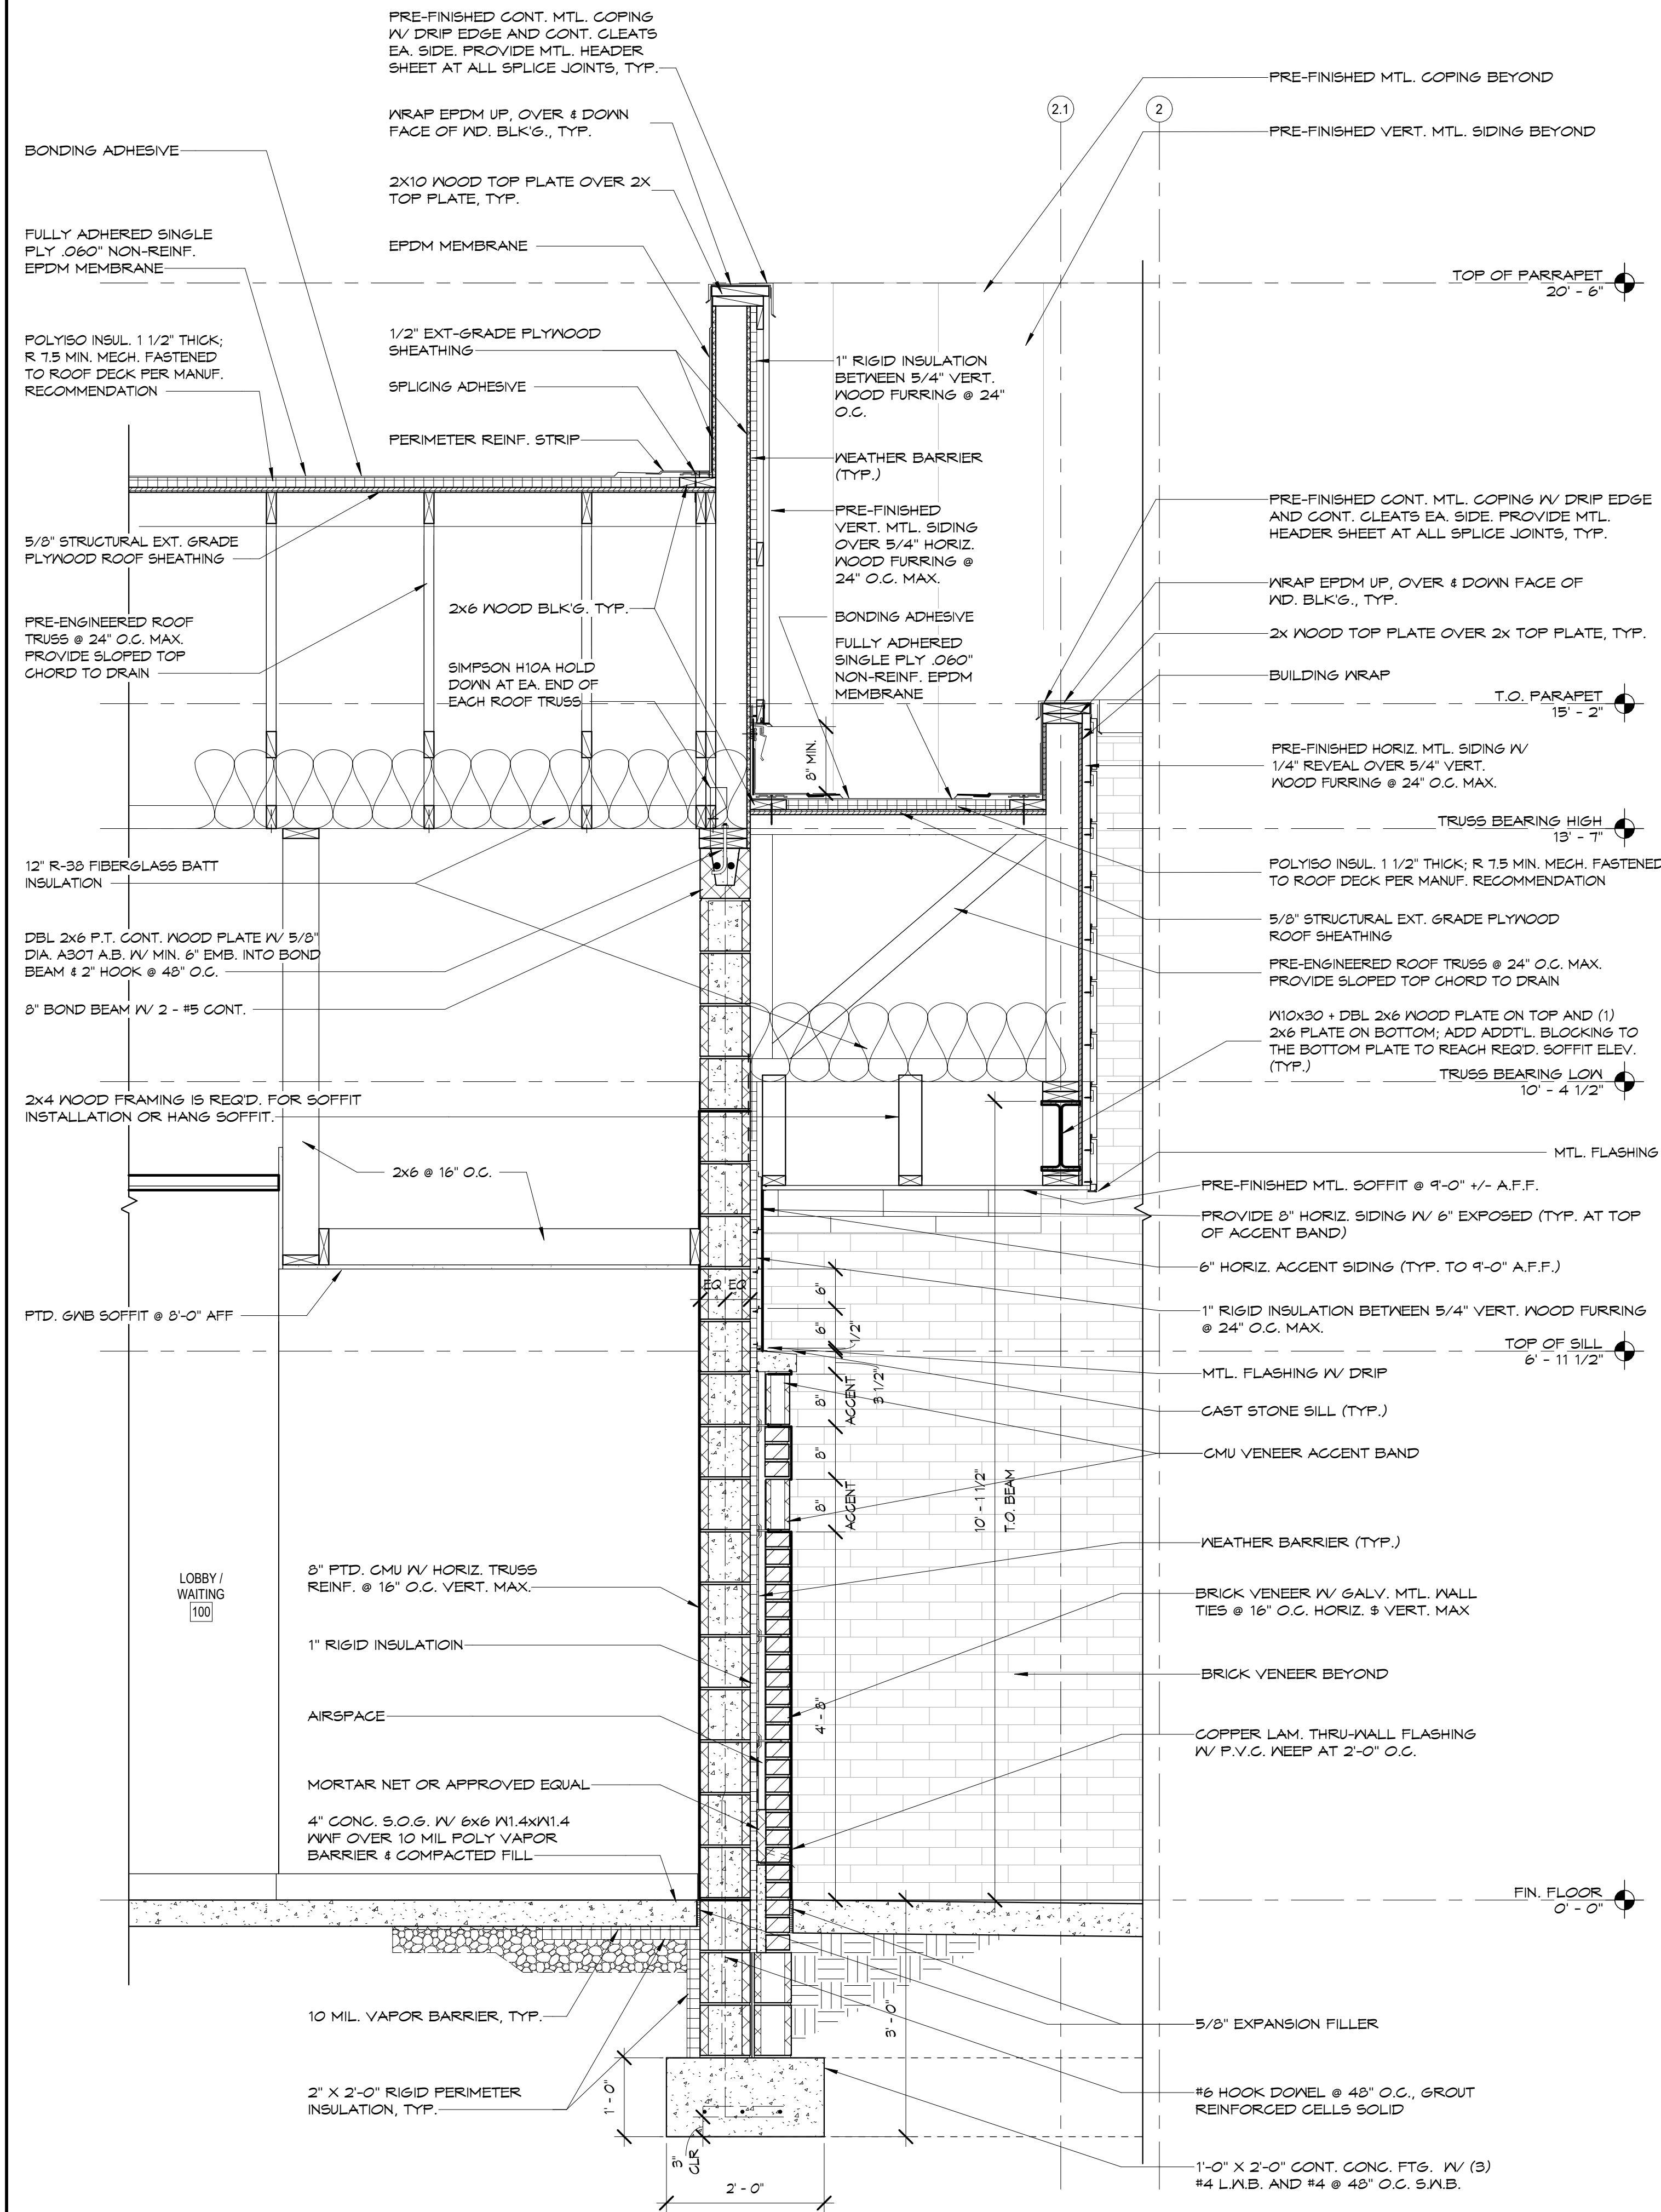 PRE-FINISHED CONT. MTL. COPING
W/ DRIP EDGE AND CONT. CLEATS
EA. SIDE. PROVIDE MTL. HEADER
SHEET AT ALL SPLICE JOINTS, TYP.
WRAP EPDM UP, OVER & DOWN
FACE OF WD. BLK'G., TYP.
2X10 WOOD TOP PLATE OVER 2X
TOP PLATE, TYP.
EPDM MEMBRANE
1/2" EXT-GRADE PLYWOOD
SHEATHING
SPLICING ADHESIVE
PERIMETER REINF. STRIP
BONDING ADHESIVE
FULLY ADHERED SINGLE
PLY .060" NON-REINF.
EPDM MEMBRANE
POLYISO INSUL. 1 1/2" THICK;
R 7.5 MIN. MECH. FASTENED
TO ROOF DECK PER MANUF.
RECOMMENDATION
5/8" STRUCTURAL EXT. GRADE
PLYWOOD ROOF SHEATHING
PRE-ENGINEERED ROOF
TRUSS @ 24" O.C. MAX.
PROVIDE SLOPED TOP
CHORD TO DRAIN
2x6 WOOD BLK'G. TYP.
SIMPSON H10A HOLD
DOWN AT EA. END OF
EACH ROOF TRUSS
12" R-38 FIBERGLASS BATT
INSULATION
DBL 2x6 P.T. CONT. WOOD PLATE W/ 5/8"
DIA. A307 A.B. W/ MIN. 6" EMB. INTO BOND
BEAM & 2" HOOK @ 48" O.C.
8" BOND BEAM W/ 2 - #5 CONT.
2x4 WOOD FRAMING IS REQ'D. FOR SOFFIT
INSTALLATION OR HANG SOFFIT.
2x6 @ 16" O.C.
PTD. GWB SOFFIT @ 8'-0" AFF
LOBBY /
WAITING
100
8" PTD. CMU W/ HORIZ. TRUSS
REINF. @ 16" O.C. VERT. MAX.
1" RIGID INSULATIOIN
AIRSPACE
MORTAR NET OR APPROVED EQUAL
4" CONC. S.O.G. W/ 6x6 W1.4xW1.4
WWF OVER 10 MIL POLY VAPOR
BARRIER & COMPACTED FILL
10 MIL. VAPOR BARRIER, TYP.
2" X 2'-0" RIGID PERIMETER
INSULATION, TYP.
1' - 0"
3"
CLR
2' - 0"
3' - 0"
2.1
2
1" RIGID INSULATION
BETWEEN 5/4" VERT.
WOOD FURRING @ 24"
O.C.
WEATHER BARRIER
(TYP.)
PRE-FINISHED
VERT. MTL. SIDING
OVER 5/4" HORIZ.
WOOD FURRING @
24" O.C. MAX.
BONDING ADHESIVE
FULLY ADHERED
SINGLE PLY .060"
NON-REINF. EPDM
MEMBRANE
8" MIN.
EQ EQ
6"
6"
(1/2")
3 1/2"
8"
ACCENT
8"
8"
ACCENT
4' - 8"
10' - 1 1/2"
T.O. BEAM
PRE-FINISHED MTL. COPING BEYOND
PRE-FINISHED VERT. MTL. SIDING BEYOND
TOP OF PARRAPET
20' - 6"
PRE-FINISHED CONT. MTL. COPING W/ DRIP EDGE
AND CONT. CLEATS EA. SIDE. PROVIDE MTL.
HEADER SHEET AT ALL SPLICE JOINTS, TYP.
WRAP EPDM UP, OVER & DOWN FACE OF
WD. BLK'G., TYP.
2x WOOD TOP PLATE OVER 2x TOP PLATE, TYP.
BUILDING WRAP
T.O. PARAPET
15' - 2"
PRE-FINISHED HORIZ. MTL. SIDING W/
1/4" REVEAL OVER 5/4" VERT.
WOOD FURRING @ 24" O.C. MAX.
TRUSS BEARING HIGH
13' - 7"
POLYISO INSUL. 1 1/2" THICK; R 7.5 MIN. MECH. FASTENED
TO ROOF DECK PER MANUF. RECOMMENDATION
5/8" STRUCTURAL EXT. GRADE PLYWOOD
ROOF SHEATHING
PRE-ENGINEERED ROOF TRUSS @ 24" O.C. MAX.
PROVIDE SLOPED TOP CHORD TO DRAIN
W10x30 + DBL 2x6 WOOD PLATE ON TOP AND (1)
2x6 PLATE ON BOTTOM; ADD ADDT'L. BLOCKING TO
THE BOTTOM PLATE TO REACH REQ'D. SOFFIT ELEV.
(TYP.)
TRUSS BEARING LOW
10' - 4 1/2"
MTL. FLASHING
PRE-FINISHED MTL. SOFFIT @ 9'-0" +/- A.F.F.
PROVIDE 8" HORIZ. SIDING W/ 6" EXPOSED (TYP. AT TOP
OF ACCENT BAND)
6" HORIZ. ACCENT SIDING (TYP. TO 9'-0" A.F.F.)
1" RIGID INSULATION BETWEEN 5/4" VERT. WOOD FURRING
@ 24" O.C. MAX.
TOP OF SILL
6' - 11 1/2"
MTL. FLASHING W/ DRIP
CAST STONE SILL (TYP.)
CMU VENEER ACCENT BAND
WEATHER BARRIER (TYP.)
BRICK VENEER W/ GALV. MTL. WALL
TIES @ 16" O.C. HORIZ. $ VERT. MAX
BRICK VENEER BEYOND
COPPER LAM. THRU-WALL FLASHING
W/ P.V.C. WEEP AT 2'-0" O.C.
FIN. FLOOR
0' - 0"
5/8" EXPANSION FILLER
#6 HOOK DOWEL @ 48" O.C., GROUT
REINFORCED CELLS SOLID
1'-0" X 2'-0" CONT. CONC. FTG. W/ (3)
#4 L.W.B. AND #4 @ 48" O.C. S.W.B.